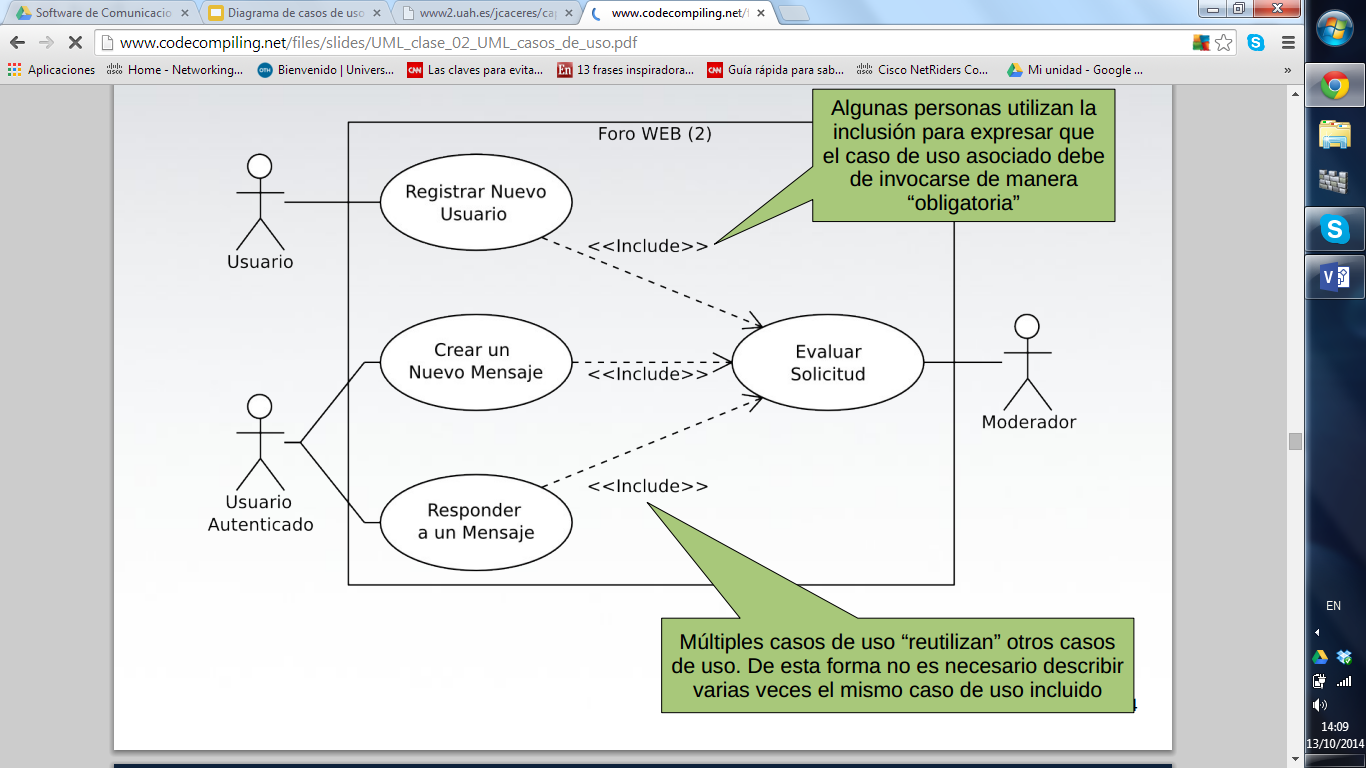 Software de Comunicacio
Diagrama de casos de uso
www2.uah.es/jcaceres/cap
www.codecompiling.net/f
www.codecompiling.net/files/slides/UML_clase_02_UML_casos_de_uso.pdf
Aplicaciones
Home - Networking...
Bienvenido | Univers...
Las claves para evita...
13 frases inspiradora...
Guía rápida para sab...
Cisco NetRiders Co...
Mi unidad - Google ...
»
Foro WEB (2)
Algunas personas utilizan la
inclusión para expresar que
el caso de uso asociado debe
de invocarse de manera
“obligatoria”
Registrar Nuevo
Usuario
Usuario
<<Include>>
Crear un
Nuevo Mensaje
<<Include>>
Evaluar
Solicitud
Moderador
Usuario
Autenticado
Responder
a un Mensaje
<<Include>>
Múltiples casos de uso “reutilizan” otros casos
de uso. De esta forma no es necesario describir
varias veces el mismo caso de uso incluido
EN
14:09
13/10/2014